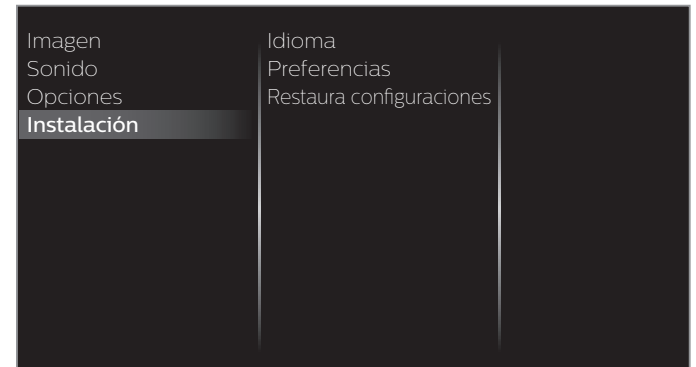 Imagen
Sonido
Opciones
Instalación
Idioma
Preferencias
Restaura configuraciones